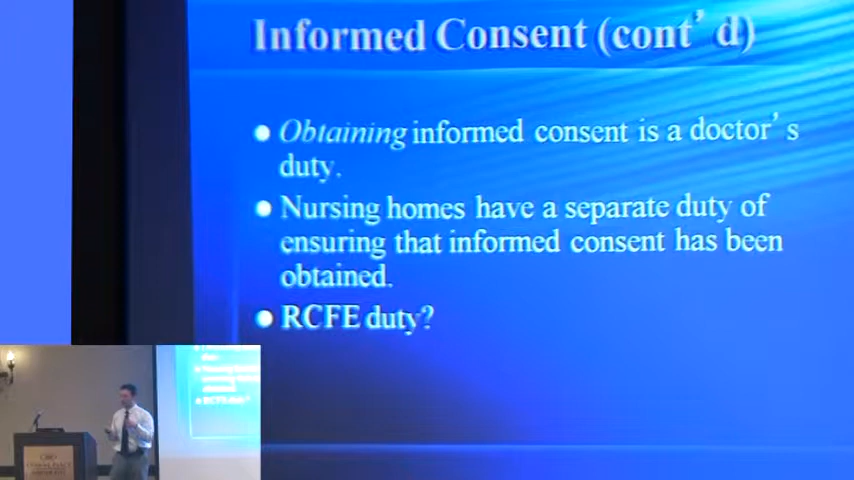 Informed Consent (cont'd)
Obtaining informed consent is a doctor's
duty.
Nursing homes have a separate duty of
ensuring that informed consent has been
obtained.
RCFE duty?